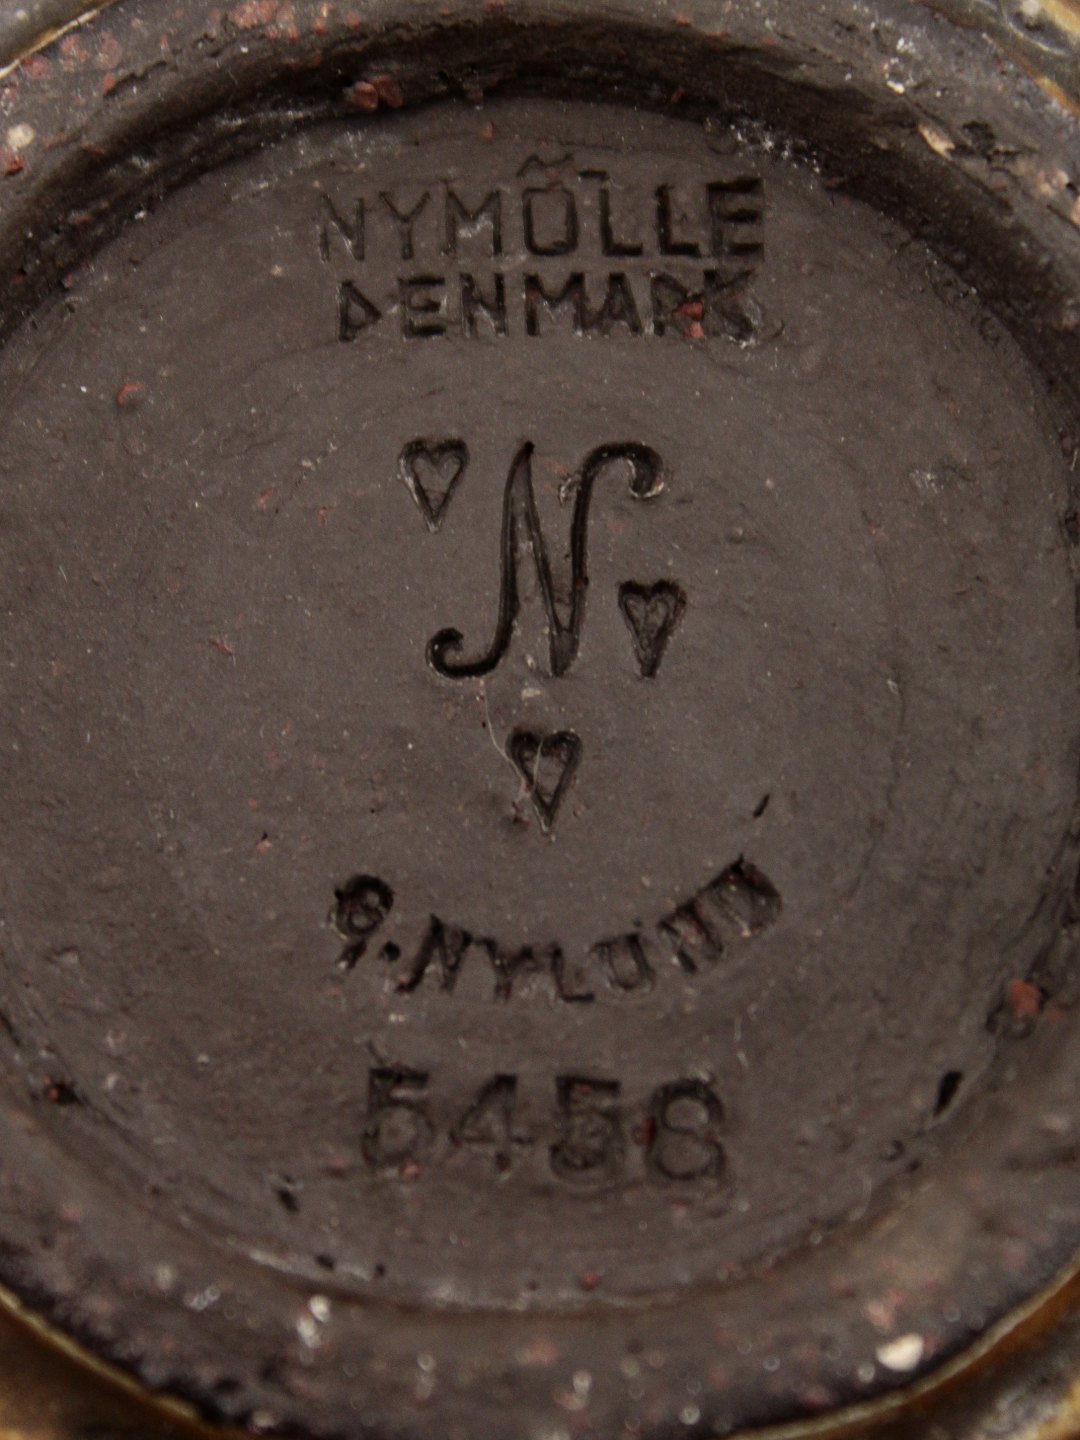 NYMÖLLE
DENMARK
N
G. NYLUND
5458